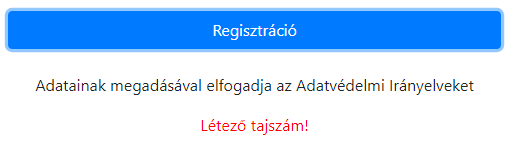 Regisztráció
Adatainak megadásával elfogadja az Adatvédelmi Irányelveket
Létező tajszám!